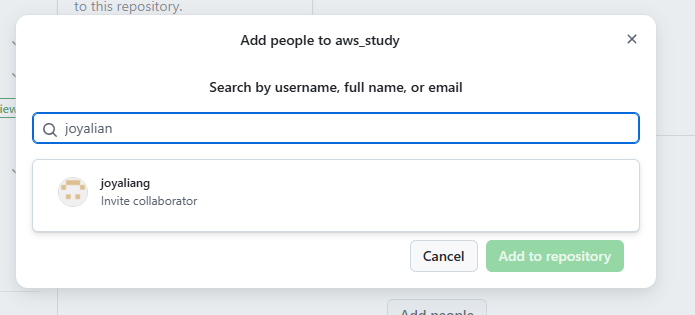 to this repository.
Add people to aws_study
Search by username, full name, or email
joyalian
joyaliang
Invite collaborator
iew
Cancel
Add to repository
Add people